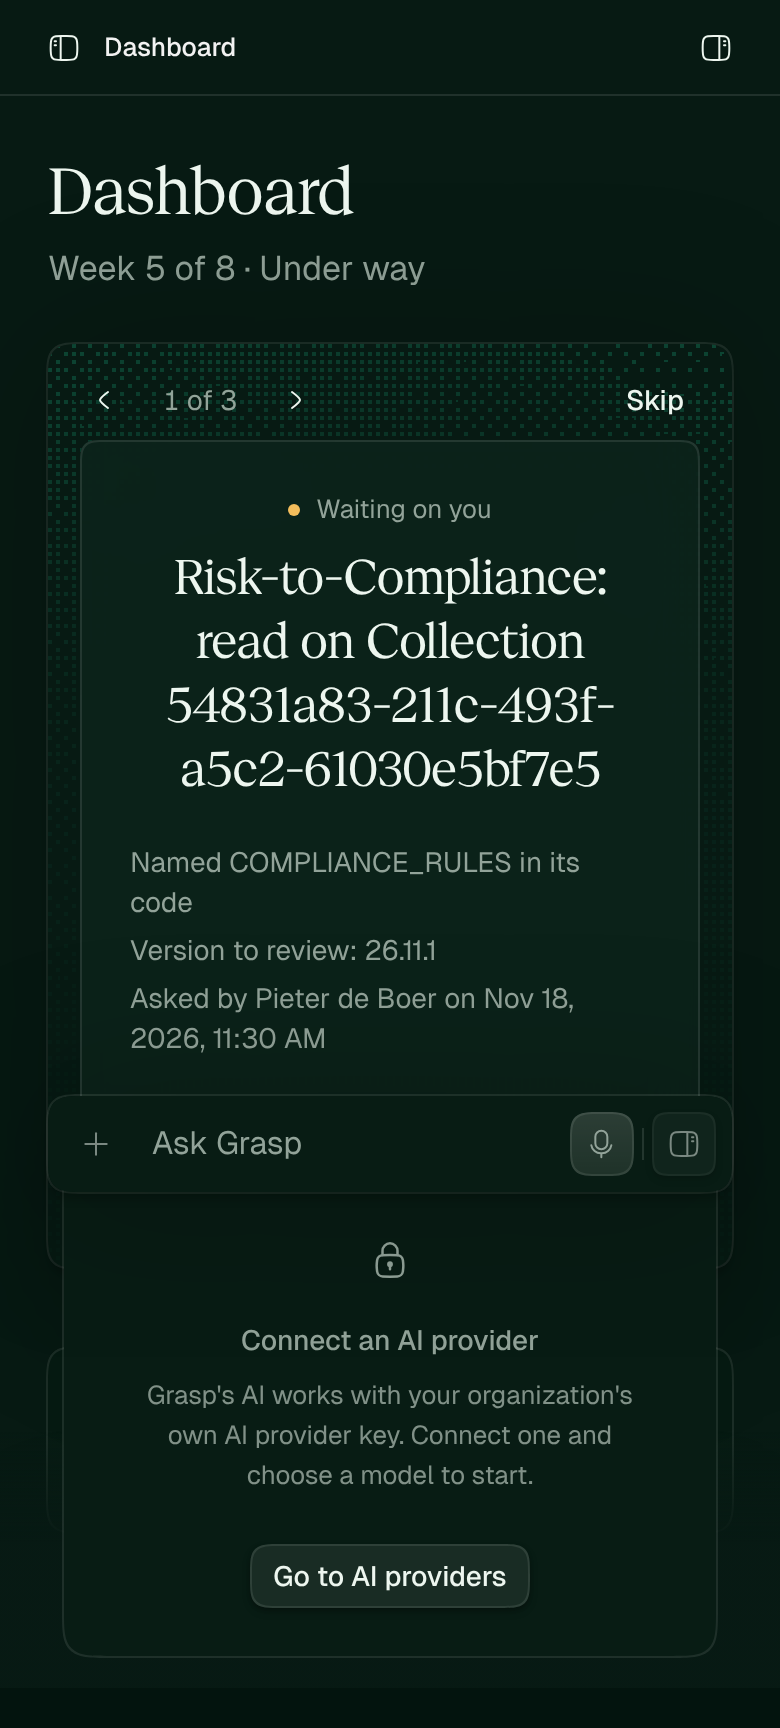 Dashboard
Dashboard
Week 5 of 8 · Under way
1 of 3
Skip
Waiting on you
Risk-to-Compliance:
read on Collection
54831a83-211c-493f-
a5c2-61030e5bf7e5
Named COMPLIANCE_RULES in its
code
Version to review: 26.11.1
Asked by Pieter de Boer on Nov 18,
2026, 11:30 AM
Ask Grasp
Connect an AI provider
Grasp's AI works with your organization's
own AI provider key. Connect one and
choose a model to start.
Go to AI providers